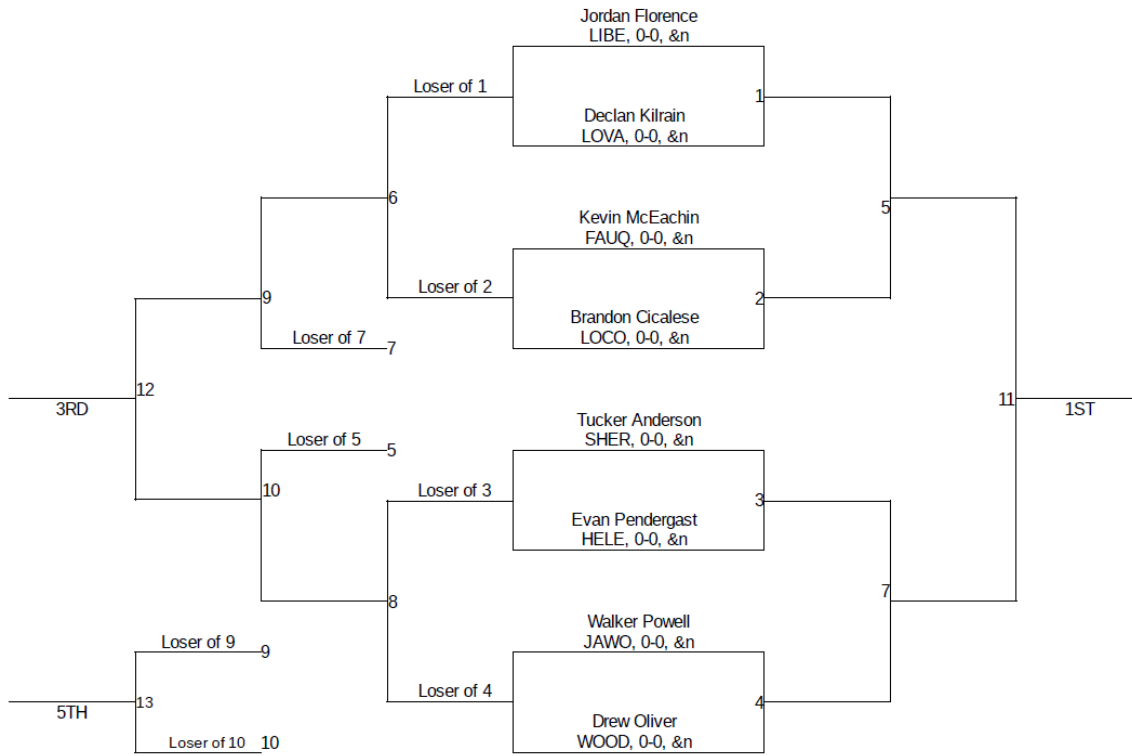 Jordan Florence
LIBE, 0-0, &n
Loser of 1
1
Declan Kilrain
LOVA, 0-0, &n
6
5
Kevin McEachin
FAUQ, 0-0, &n
Loser of 2
2
9
Brandon Cicalese
LOCO, 0-0, &n
Loser of 7
7
12
3RD
11
1ST
Tucker Anderson
SHER, 0-0, &n
Loser of 5
5
10
Loser of 3
3
Evan Pendergast
HELE, 0-0, &n
8
7
Walker Powell
JAWO, 0-0, &n
Loser of 9
9
Loser of 4
4
13
5TH
Drew Oliver
WOOD, 0-0, &n
Loser of 10
10